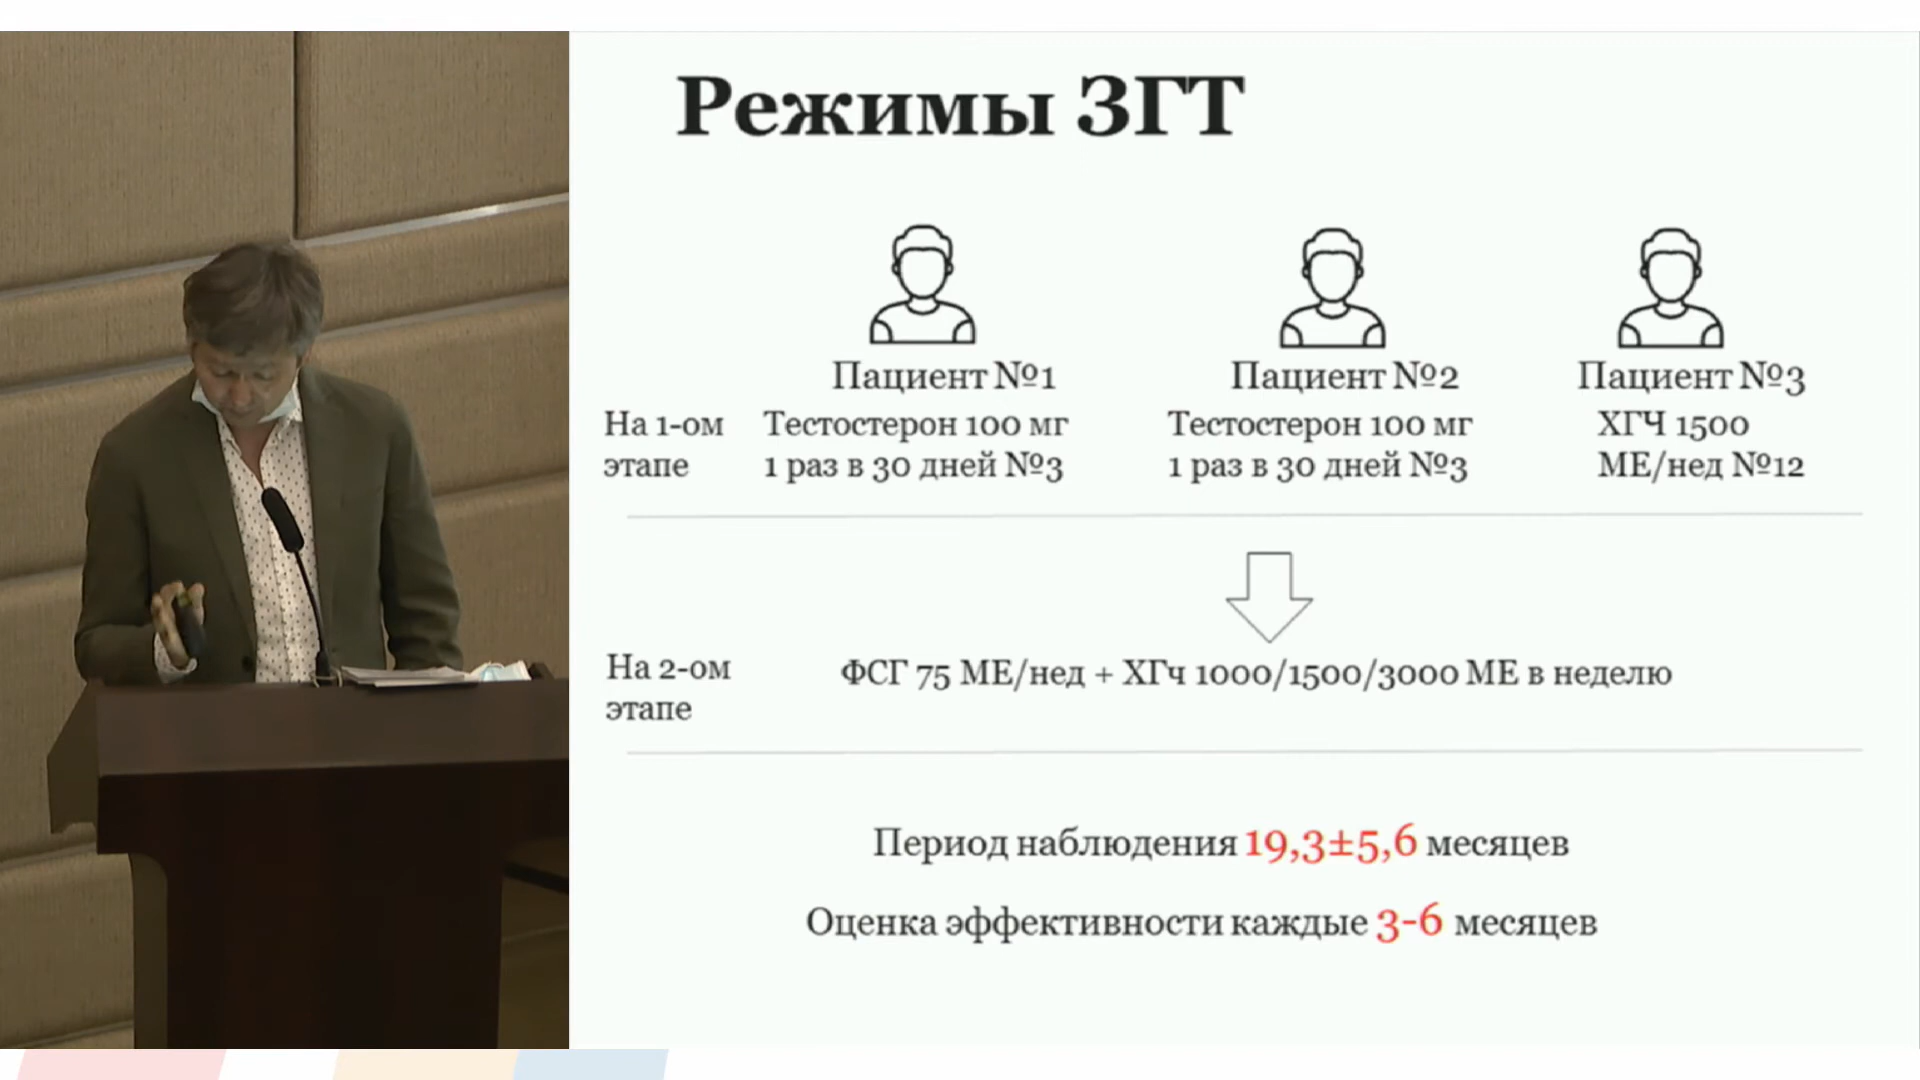 Режимы ЗГТ
Пациент №1
Пациент №2
Пациент №3
На 1-ом
этапе
Тестостерон 100 мг
1 раз в 30 дней №3
Тестостерон 100 мг
1 раз в 30 дней №3
ХГЧ 1500
МЕ/нед №12
На 2-ом
этапе
ФСГ 75 МЕ/нед + ХГч 1000/1500/3000 МЕ в неделю
Период наблюдения 19,3±5,6 месяцев
Оценка эффективности каждые 3-6 месяцев